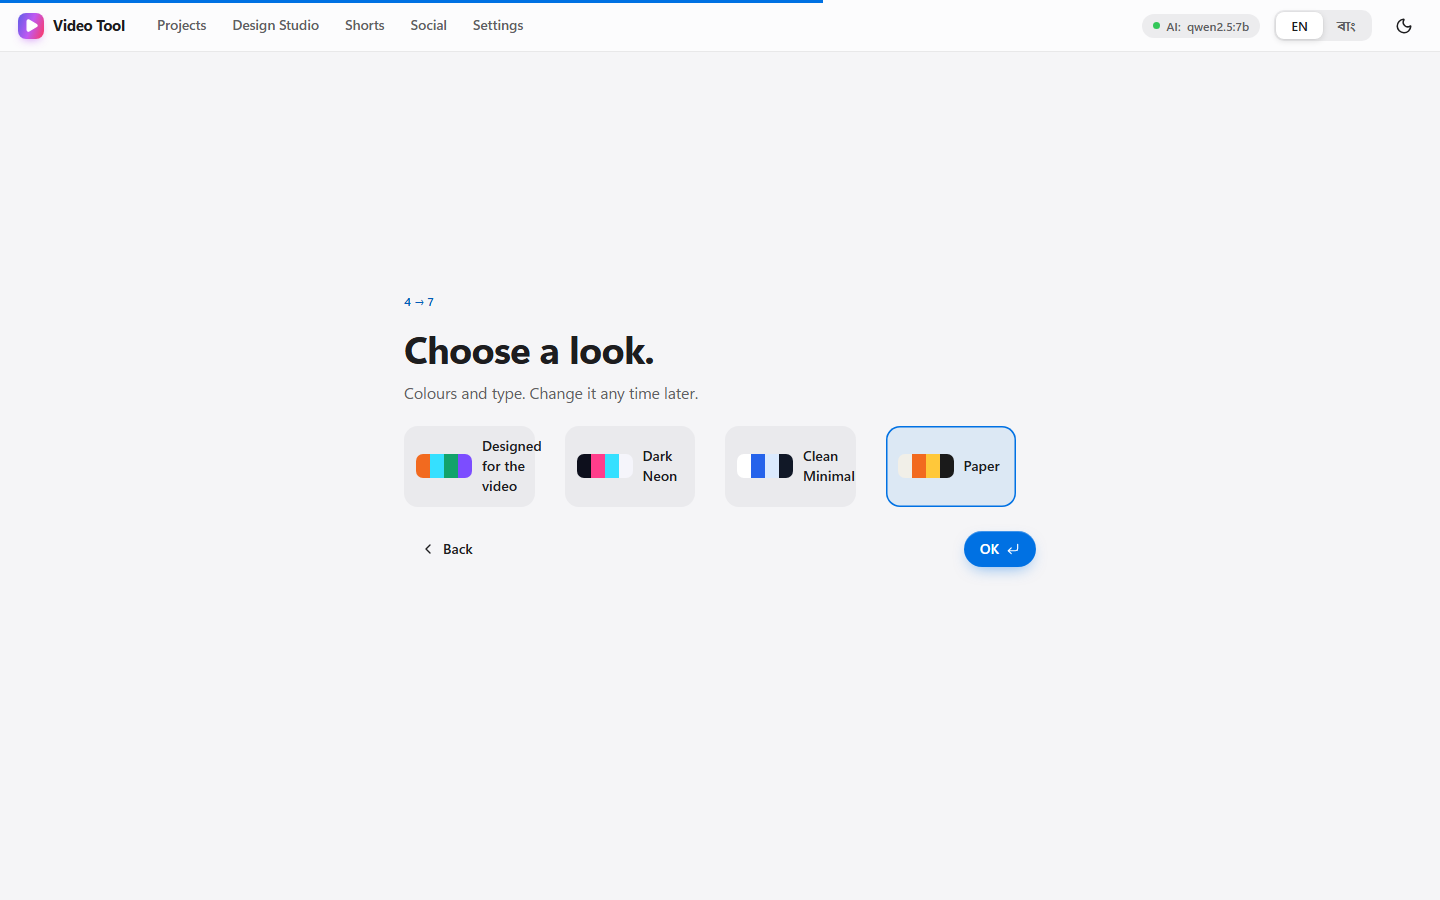 Video Tool
Projects
Design Studio
Shorts
Social
Settings
AI: qwen2.5:7b
EN
বাং
4 → 7
Choose a look.
Colours and type. Change it any time later.
Designed
for the
video
Dark
Neon
Clean
Minimal
Paper
Back
OK